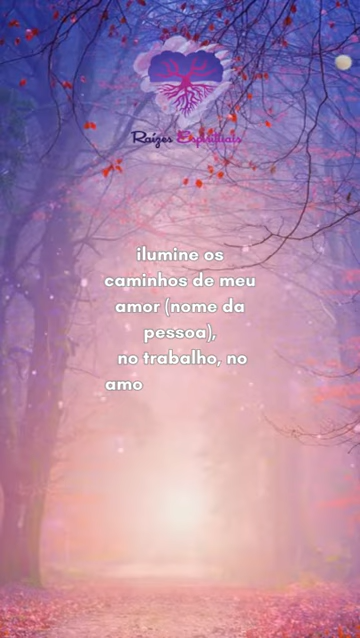 Raízes Espirituais
ilumine os
caminhos de meu
amor (nome da
pessoa),
no trabalho, no
amo